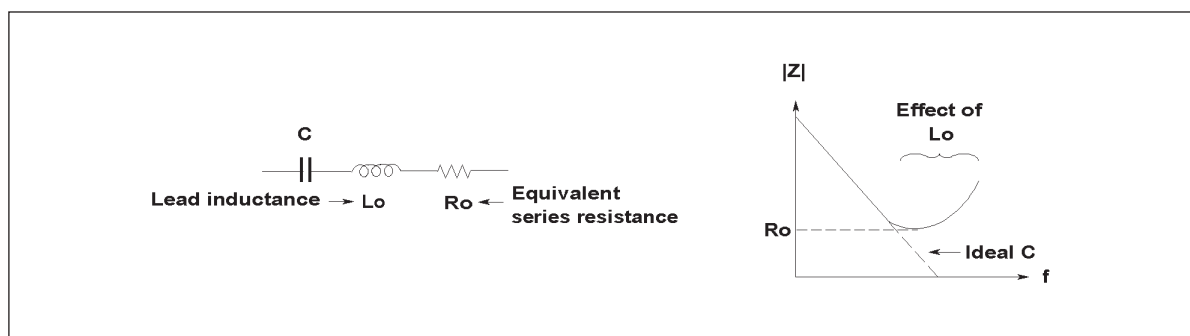 C
Lead inductance
Lo
Ro
Equivalent
series resistance
|Z|
Effect of
Lo
Ro
Ideal C
f